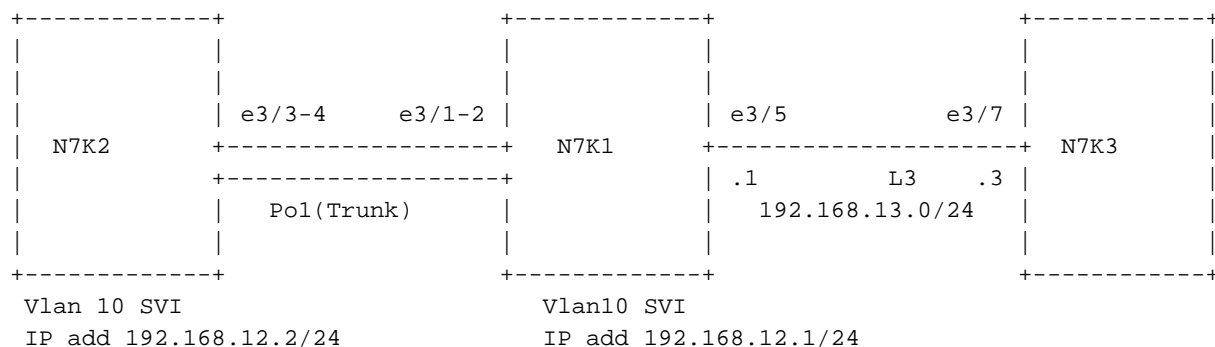 e3/3-4 e3/1-2 e3/5 e3/7
N7K2 N7K1 N7K3
.1 L3 .3
Po1(Trunk) 192.168.13.0/24
Vlan 10 SVI Vlan10 SVI
IP add 192.168.12.2/24 IP add 192.168.12.1/24